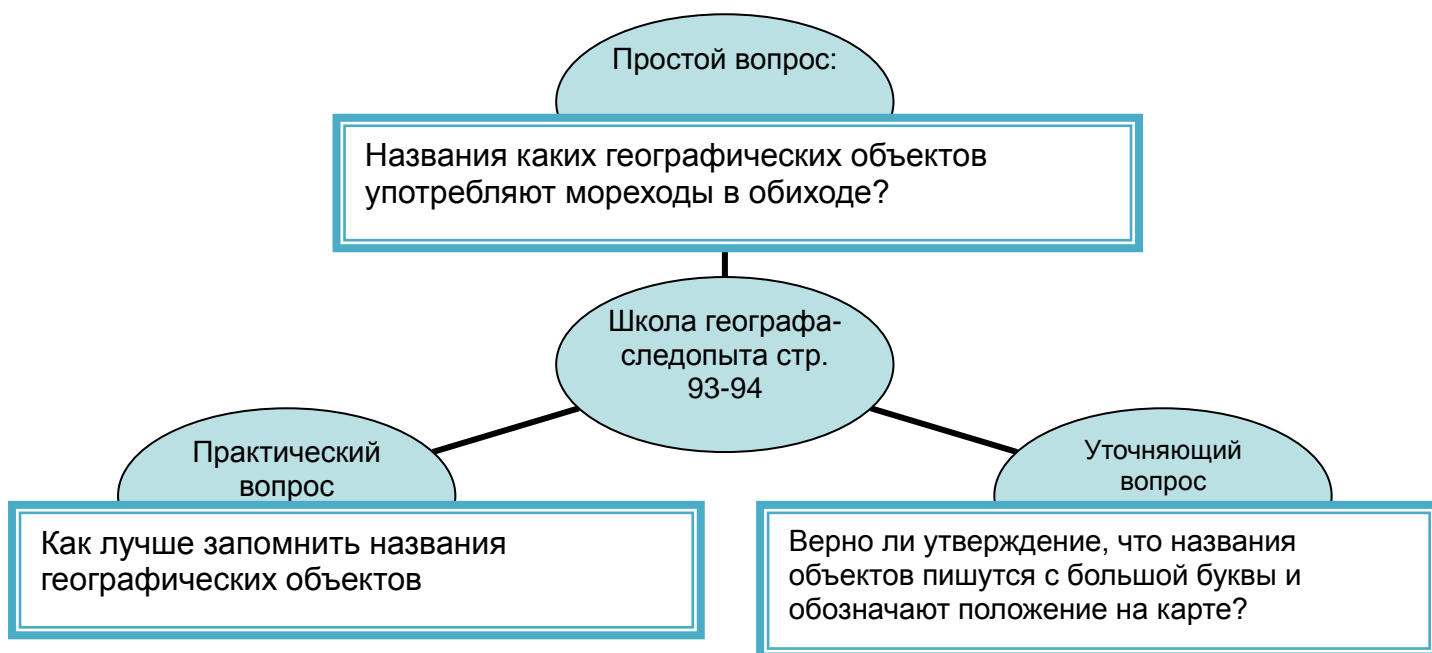 Простой вопрос:
Названия каких географических объектов
употребляют мореходы в обиходе?
Школа географа-
следопыта стр.
93-94
Практический
вопрос
Как лучше запомнить названия
географических объектов
Уточняющий
вопрос
Верно ли утверждение, что названия
объектов пишутся с большой буквы и
обозначают положение на карте?